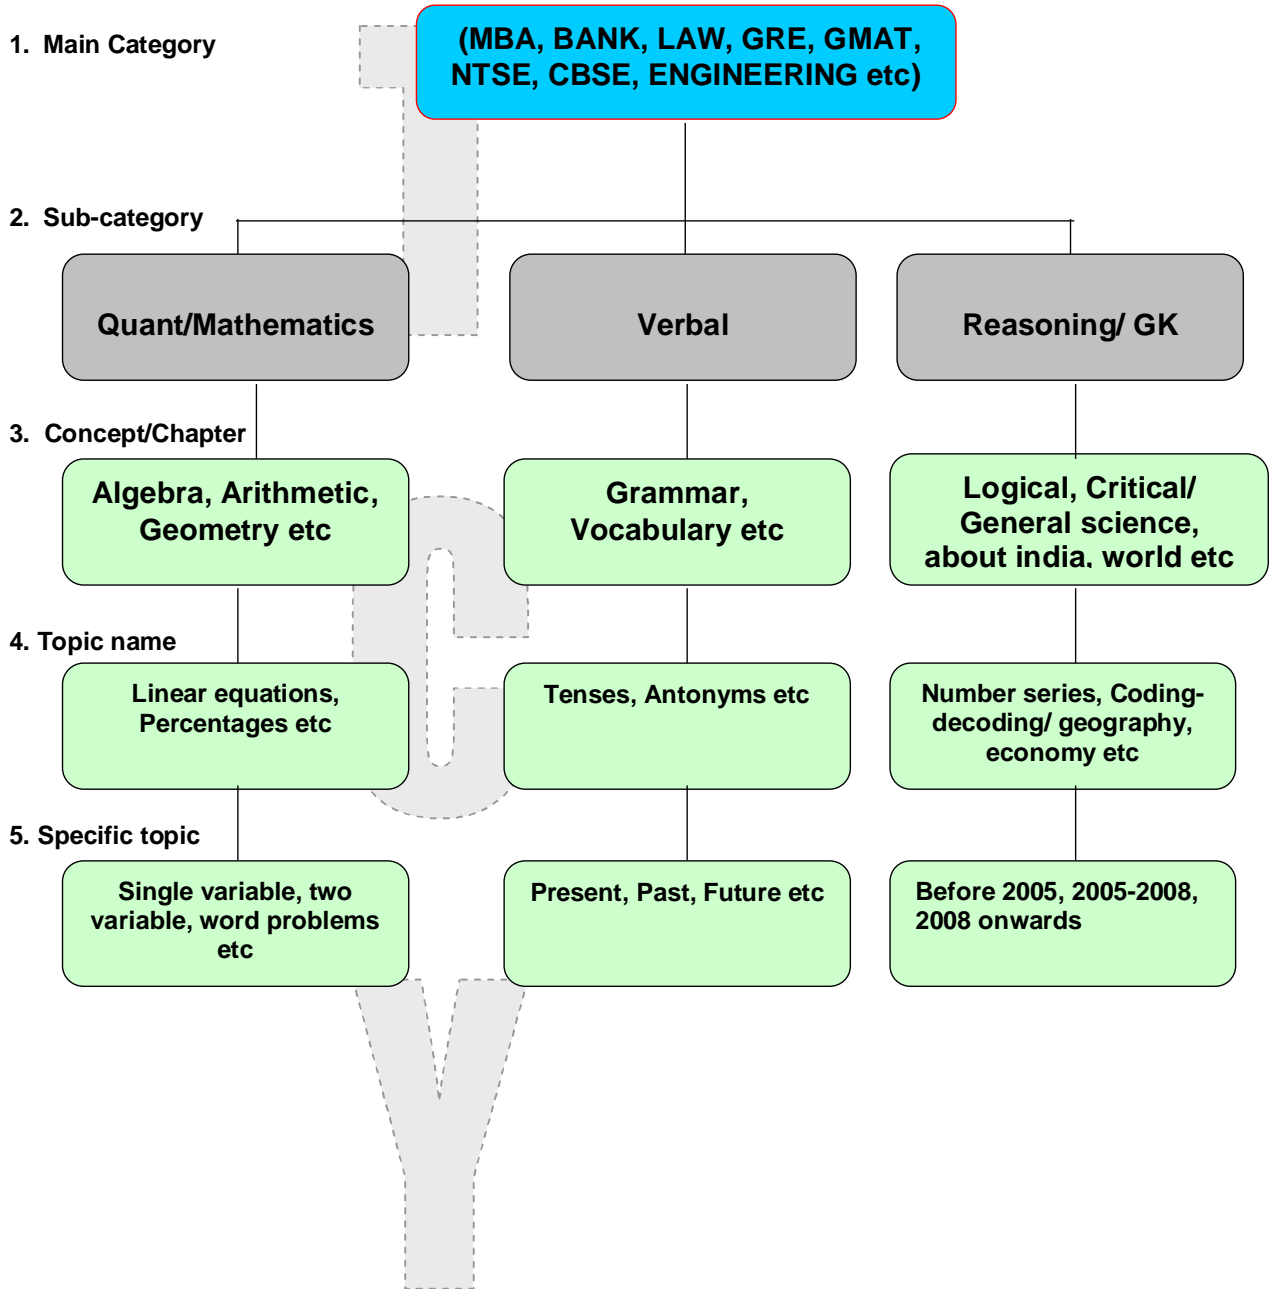 1. Main Category
(MBA, BANK, LAW, GRE, GMAT,
NTSE, CBSE, ENGINEERING etc)
2. Sub-category
Quant/Mathematics
Verbal
Reasoning/ GK
3. Concept/Chapter
Algebra, Arithmetic,
Geometry etc
Grammar,
Vocabulary etc
Logical, Critical/
General science,
about india, world etc
4. Topic name
Linear equations,
Percentages etc
Tenses, Antonyms etc
Number series, Coding-
decoding/ geography,
economy etc
5. Specific topic
Single variable, two
variable, word problems
etc
Present, Past, Future etc
Before 2005, 2005-2008,
2008 onwards
T
C
Y